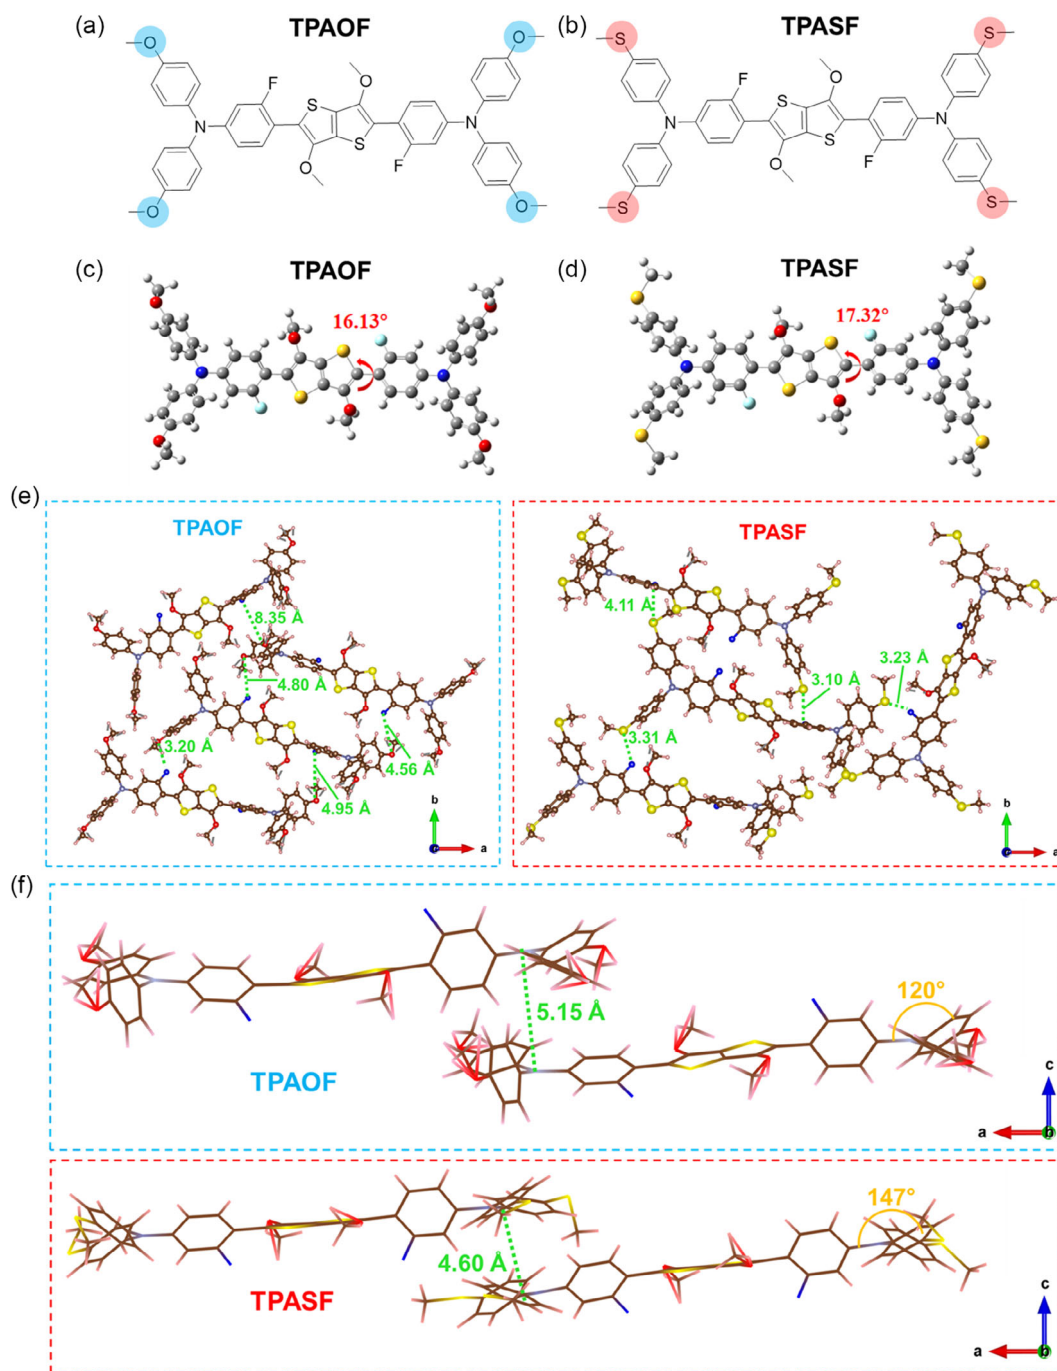 (a)
TPAOF
O
O
O
F
S
N
S
N
F
O
O
O
(b)
TPASF
S
S
O
F
S
N
S
N
F
O
S
S
(c)
TPAOF
16.13°
(d)
TPASF
17.32°
(e)
TPAOF
8.35 Å
4.80 Å
3.20 Å
4.56 Å
4.95 Å
b
a
TPASF
4.11 Å
3.23 Å
3.10 Å
3.31 Å
b
a
(f)
5.15 Å
120°
TPAOF
c
a
b
147°
4.60 Å
TPASF
c
a
b